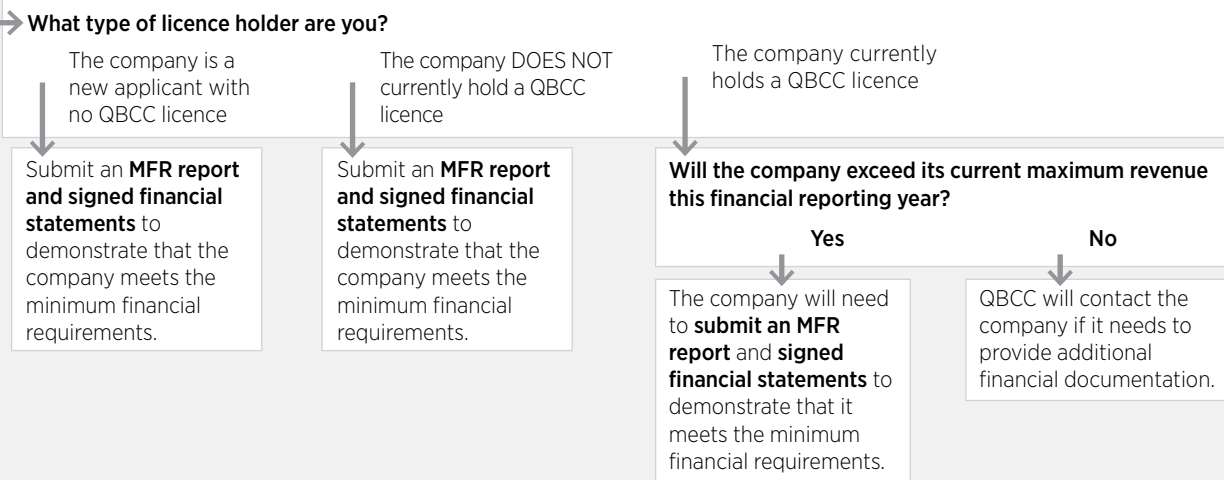 What type of licence holder are you?
The company is a
new applicant with
no QBCC licence
The company DOES NOT
currently hold a QBCC
licence
The company currently
holds a QBCC licence
Submit an MFR report
and signed financial
statements to
demonstrate that the
company meets the
minimum financial
requirements.
Submit an MFR report
and signed financial
statements to
demonstrate that the
company meets the
minimum financial
requirements.
Will the company exceed its current maximum revenue
this financial reporting year?
Yes
No
The company will need
to submit an MFR
report and signed
financial statements to
demonstrate that it
meets the minimum
financial requirements.
QBCC will contact the
company if it needs to
provide additional
financial documentation.